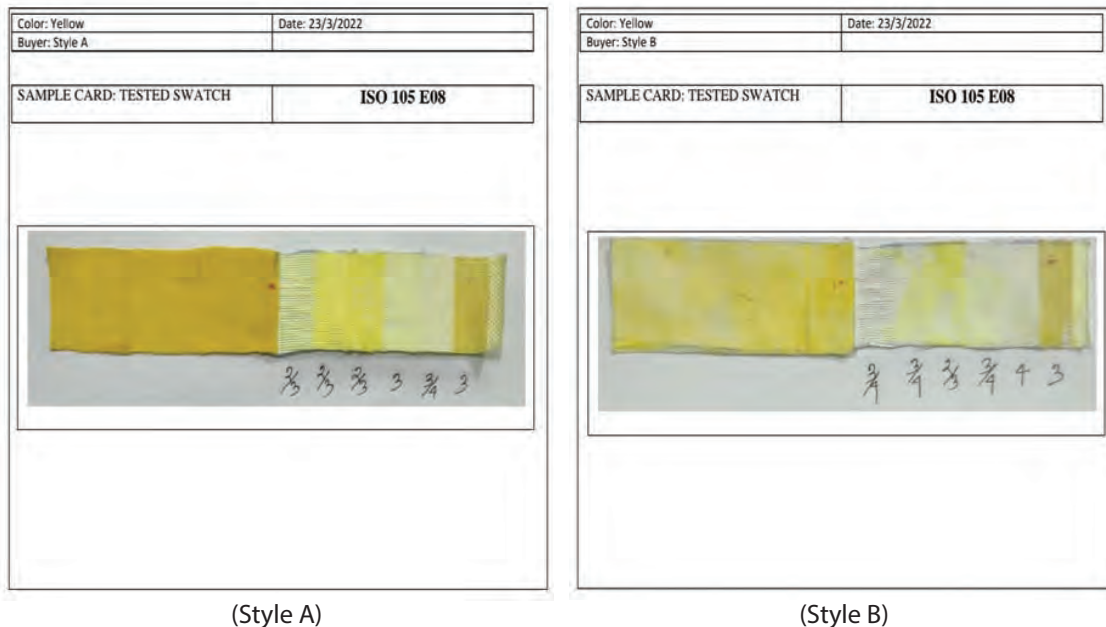 Color: Yellow Date: 23/3/2022
Buyer: Style A
SAMPLE CARD: TESTED SWATCH ISO 105 E08
2/3 2/3 2/3 3 3/4 3
(Style A)
Color: Yellow Date: 23/3/2022
Buyer: Style B
SAMPLE CARD: TESTED SWATCH ISO 105 E08
3/4 3/4 2/3 3/4 4 3
(Style B)